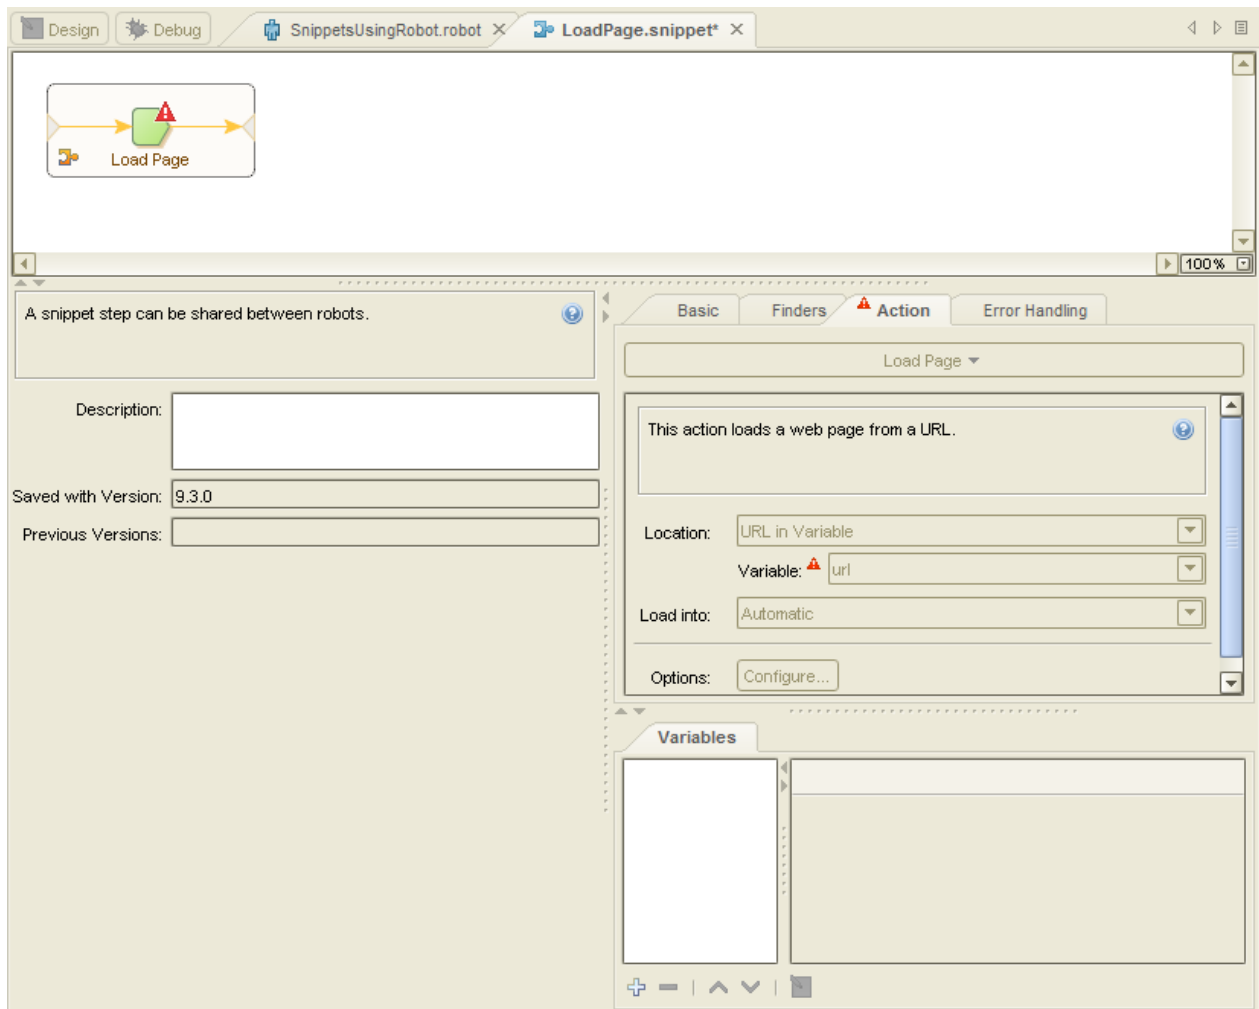 Design Debug SnippetsUsingRobot.robot LoadPage.snippet*
Load Page
100%
A snippet step can be shared between robots.
Description:
Saved with Version: 9.3.0
Previous Versions:
Basic Finders Action Error Handling
Load Page
This action loads a web page from a URL.
Location: URL in Variable
Variable: url
Load into: Automatic
Options: Configure...
Variables